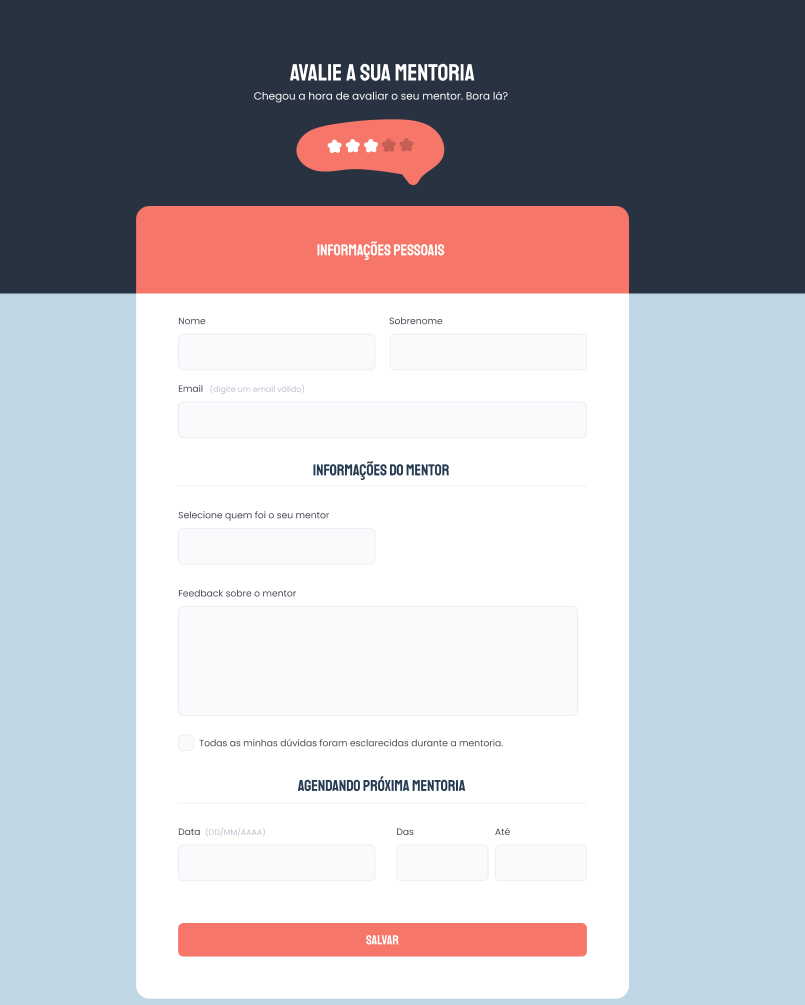 AVALIE A SUA MENTORIA
Chegou a hora de avaliar o seu mentor. Bora lá?
INFORMAÇÕES PESSOAIS
Nome
Sobrenome
Email (digite um email válido)
INFORMAÇÕES DO MENTOR
Selecione quem foi o seu mentor
Feedback sobre o mentor
Todas as minhas dúvidas foram esclarecidas durante a mentoria.
AGENDANDO PRÓXIMA MENTORIA
Data (DD/MM/AAAA)
Das
Até
SALVAR